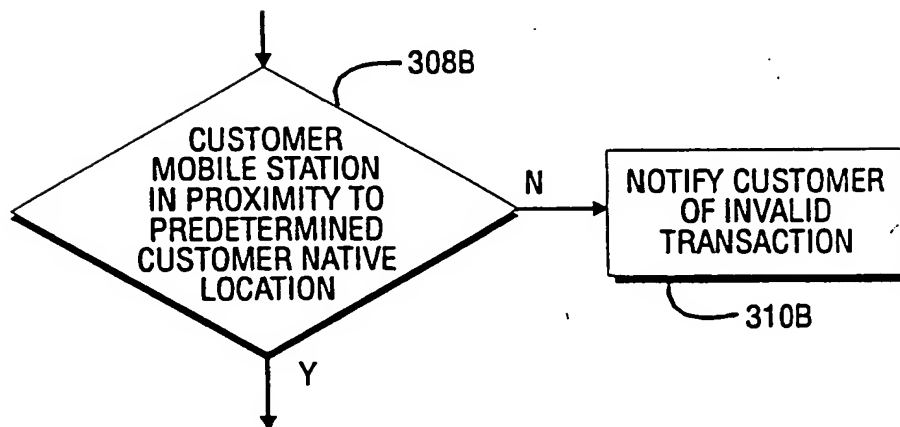 308B
CUSTOMER
MOBILE STATION
IN PROXIMITY TO
PREDETERMINED
CUSTOMER NATIVE
LOCATION
N
NOTIFY CUSTOMER
OF INVALID
TRANSACTION
310B
Y